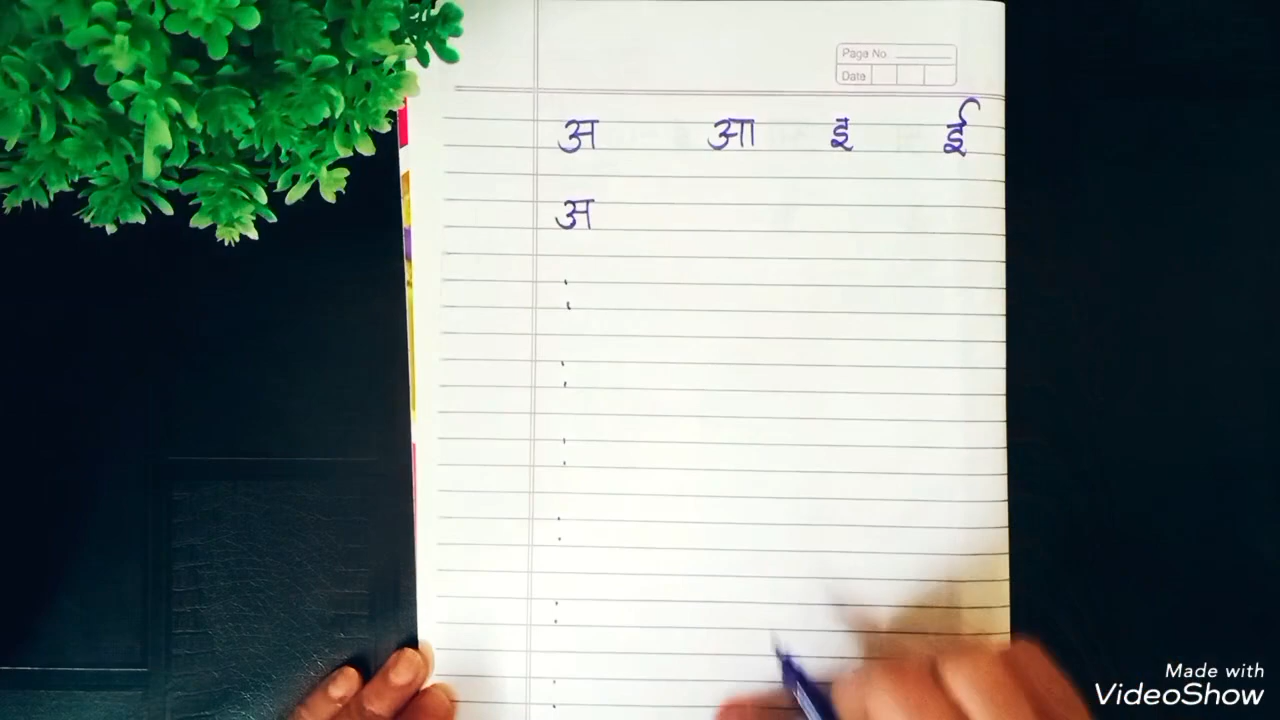 Page No
Date
अ आ इ ई
अ
Made with
VideoShow